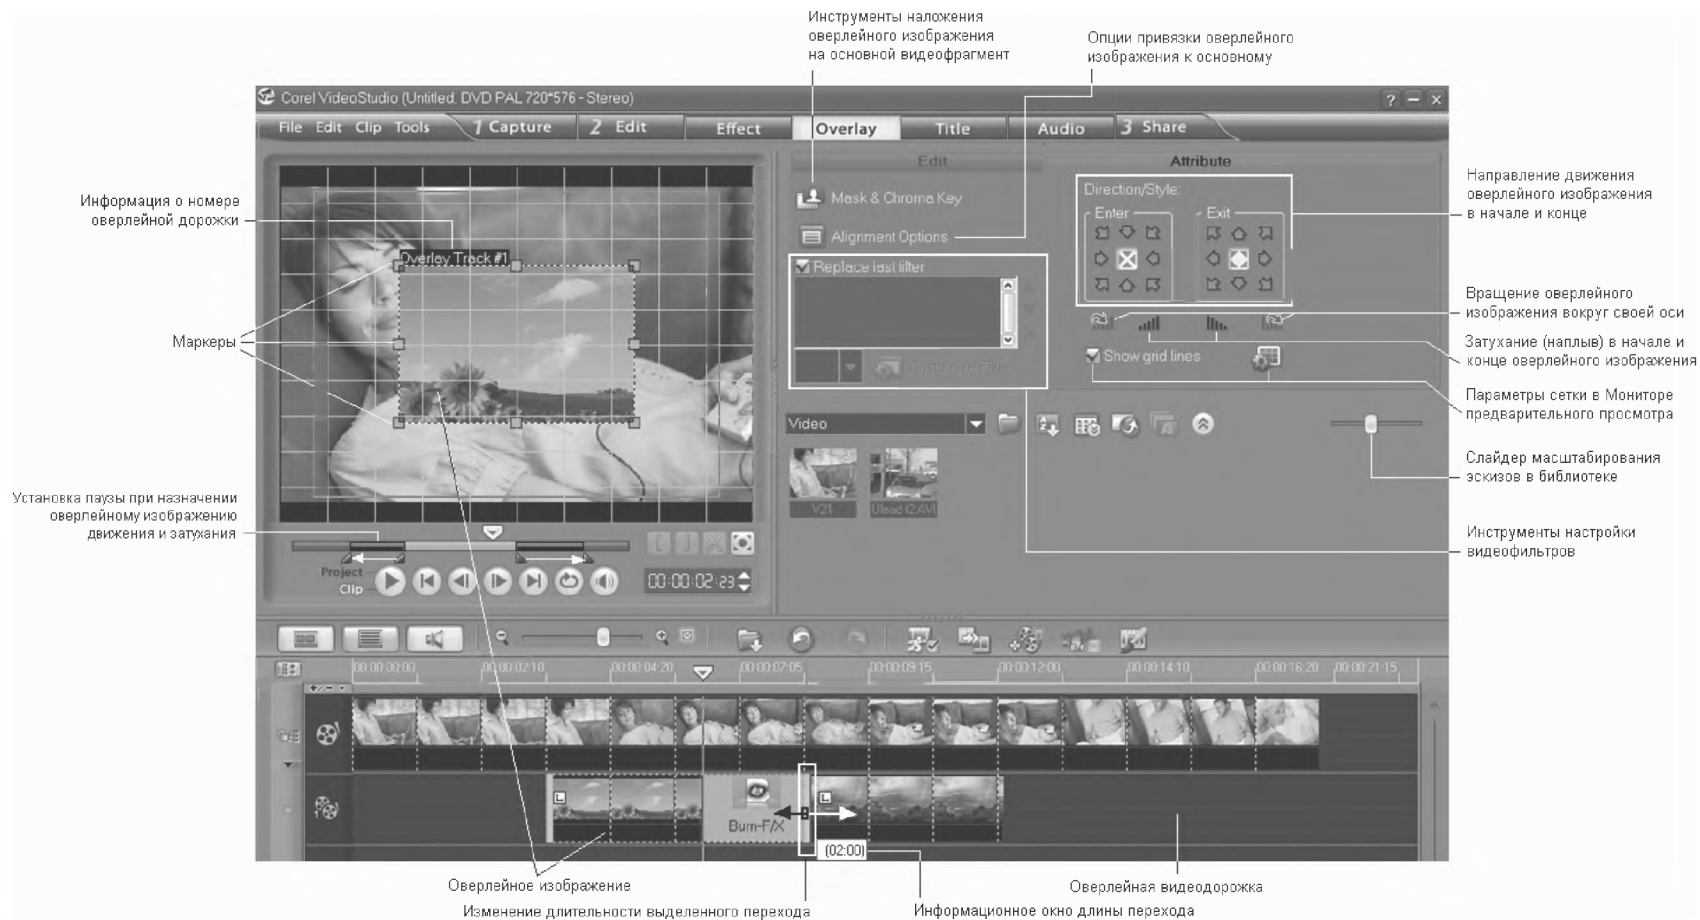 Инструменты наложения
оверлейного изображения
на основной видеофрагмент
Опции привязки оверлейного
изображения к основному
Corel VideoStudio (Untitled, DVD PAL 720*576 - Stereo)
File Edit Clip Tools 1 Capture 2 Edit Effect Overlay Title Audio 3 Share
Edit
Attribute
Информация о номере
оверлейной дорожки
Overlay Track #1
Маркеры
Mask & Chroma Key
Alignment Options
Replace last filter
Customize Filter
Direction/Style:
Enter
Exit
Show grid lines
Направление движения
оверлейного изображения
в начале и конце
Вращение оверлейного
изображения вокруг своей оси
Затухание (наплыв) в начале и
конце оверлейного изображения
Параметры сетки в Мониторе
предварительного просмотра
Video
V21
Ulead (2.AVI
Слайдер масштабирования
эскизов в библиотеке
Инструменты настройки
видеофильтров
Установка паузы при назначении
оверлейному изображению
движения и затухания
Project
Clip
00:00:02:23
00:00:00:00 00:00:02:10 00:00:04:20 00:00:07:05 00:00:09:15 00:00:12:00 00:00:14:10 00:00:16:20 00:00:21:15
Burn-F/X
(02:00)
Оверлейное изображение
Оверлейная видеодорожка
Изменение длительности выделенного перехода
Информационное окно длины перехода